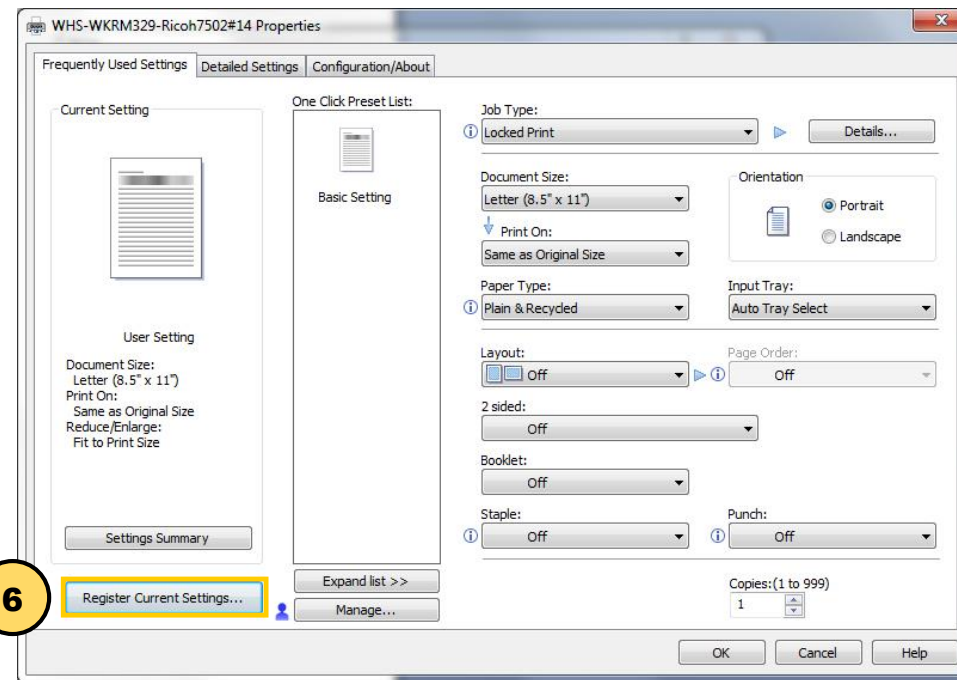 WHS-WKRM329-Ricoh7502#14 Properties
Frequently Used Settings Detailed Settings Configuration/About
Current Setting
One Click Preset List:
Basic Setting
User Setting
Document Size:
Letter (8.5" x 11")
Print On:
Same as Original Size
Reduce/Enlarge:
Fit to Print Size
Settings Summary
6
Register Current Settings...
Expand list >>
Manage...
Job Type:
Locked Print
Details...
Document Size:
Letter (8.5" x 11")
Print On:
Same as Original Size
Orientation
Portrait
Landscape
Paper Type:
Plain & Recycled
Input Tray:
Auto Tray Select
Layout:
Off
Page Order:
Off
2 sided:
Off
Booklet:
Off
Staple:
Off
Punch:
Off
Copies:(1 to 999)
1
OK Cancel Help